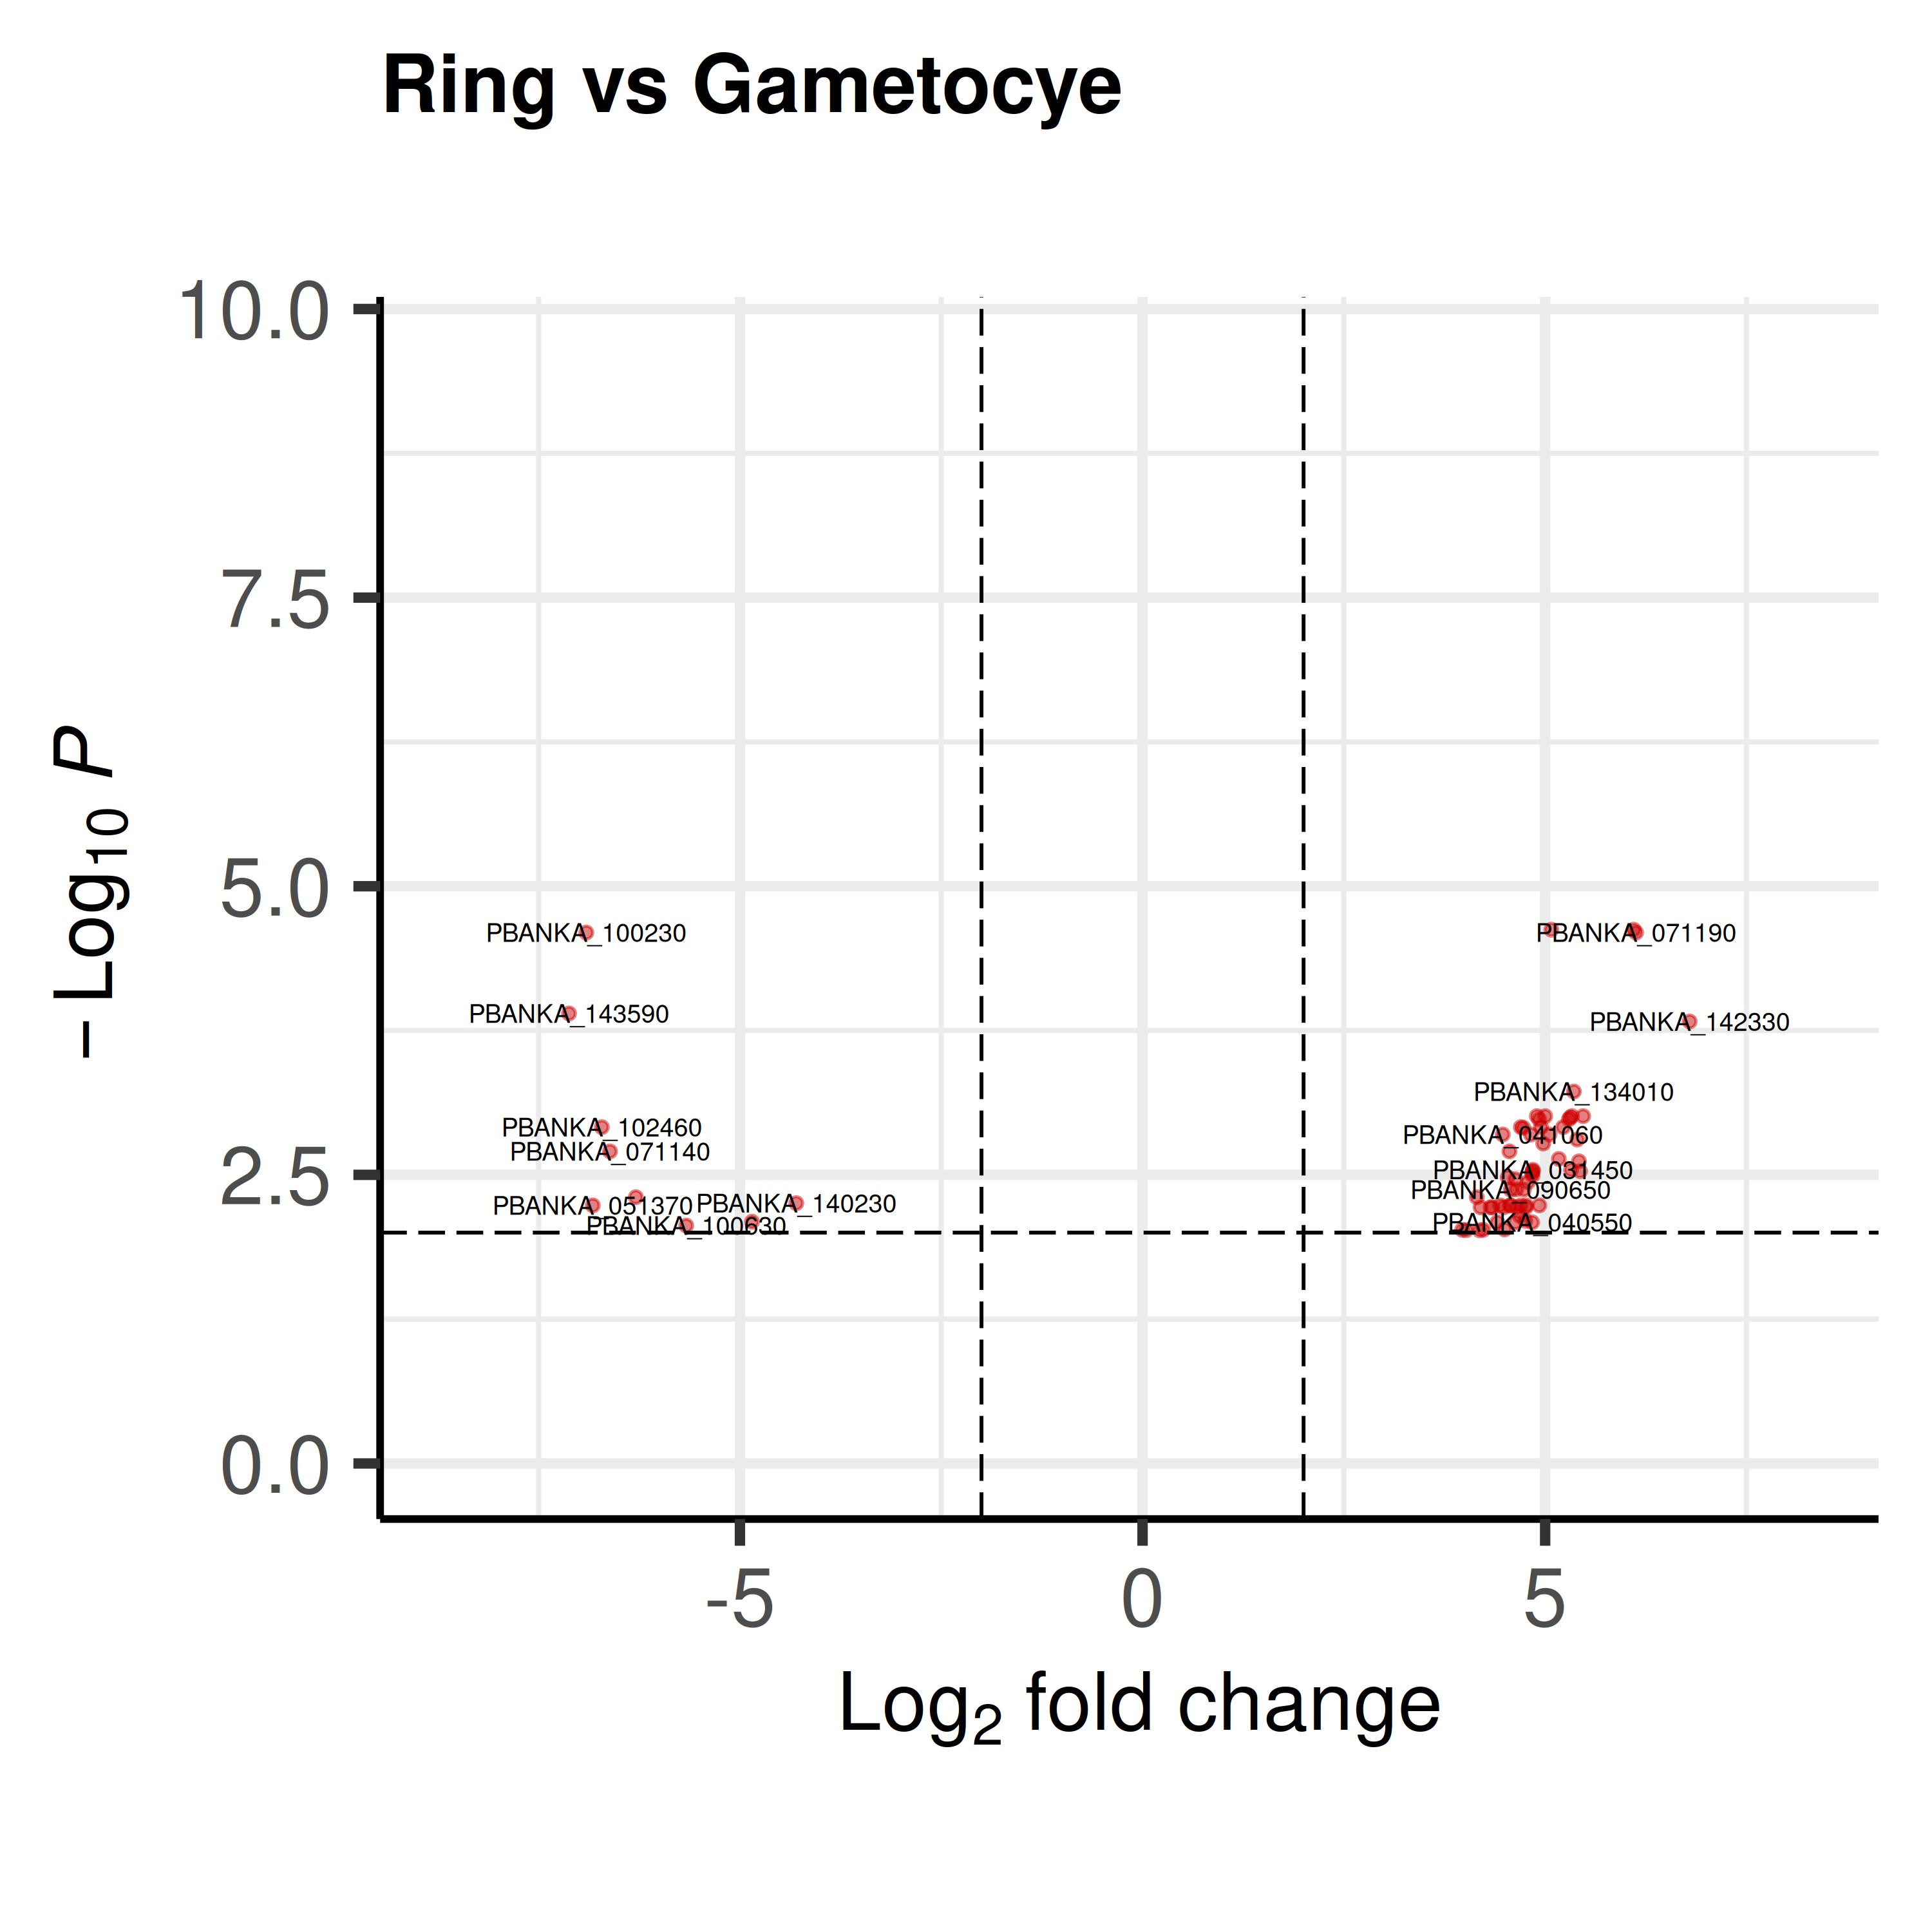 Ring vs Gametocye
10.0
7.5
5.0
2.5
0.0
− Log10 P
PBANKA_100230
PBANKA_071190
PBANKA_143590
PBANKA_142330
PBANKA_134010
PBANKA_102460
PBANKA_041060
PBANKA_071140
PBANKA_031450
PBANKA_090650
PBANKA_051370
PBANKA_140230
PBANKA_040550
PBANKA_100630
-5
0
5
Log2 fold change